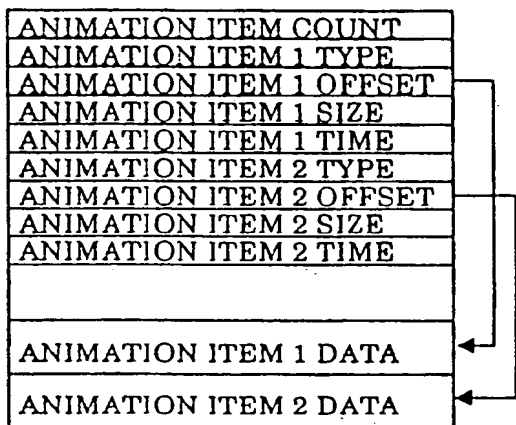 ANIMATION ITEM COUNT
ANIMATION ITEM 1 TYPE
ANIMATION ITEM 1 OFFSET
ANIMATION ITEM 1 SIZE
ANIMATION ITEM 1 TIME
ANIMATION ITEM 2 TYPE
ANIMATION ITEM 2 OFFSET
ANIMATION ITEM 2 SIZE
ANIMATION ITEM 2 TIME
ANIMATION ITEM 1 DATA
ANIMATION ITEM 2 DATA